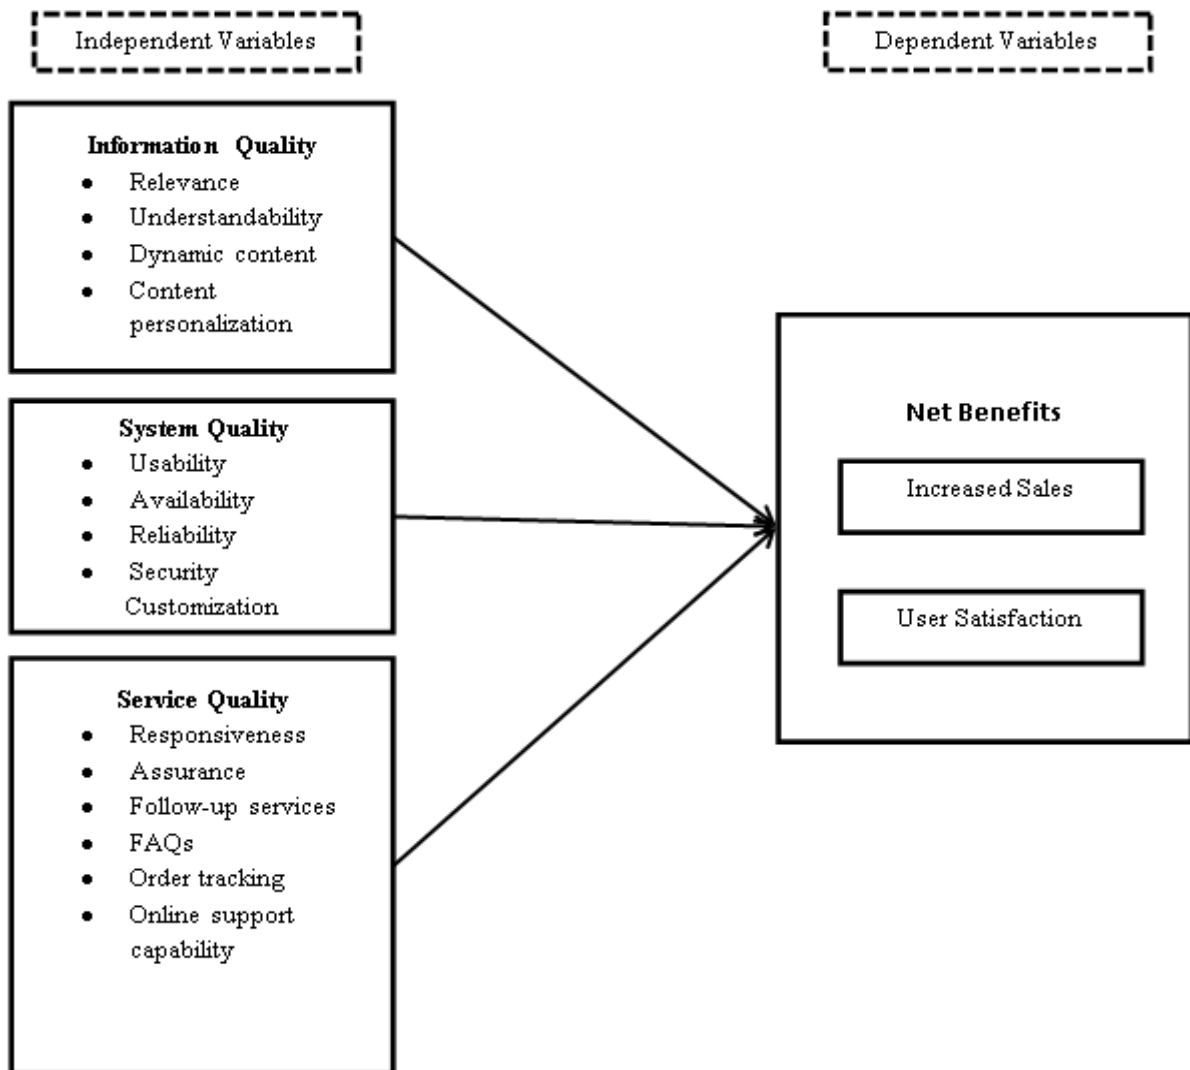 Independent Variables
Dependent Variables
Information Quality
● Relevance
● Understandability
● Dynamic content
● Content
personalization
System Quality
● Usability
● Availability
● Reliability
● Security
Customization
Service Quality
● Responsiveness
● Assurance
● Follow-up services
● FAQs
● Order tracking
● Online support
capability
Net Benefits
Increased Sales
User Satisfaction